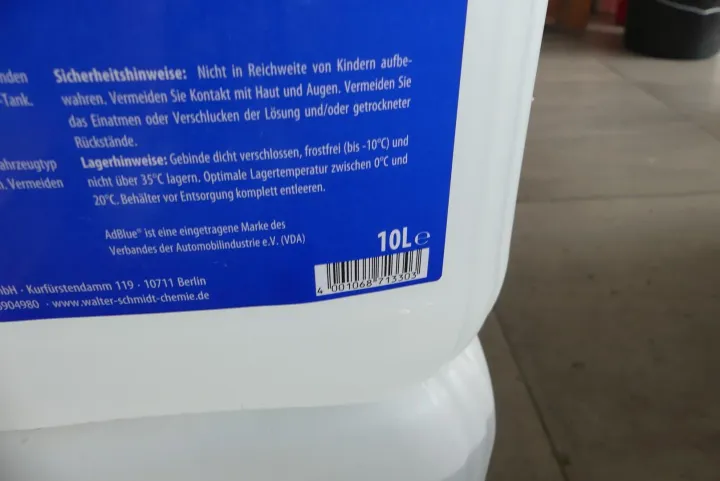 nden
-Tank.
ahrzeugtyp
n. Vermeiden
Sicherheitshinweise: Nicht in Reichweite von Kindern aufbe-
wahren. Vermeiden Sie Kontakt mit Haut und Augen. Vermeiden Sie
das Einatmen oder Verschlucken der Lösung und/oder getrockneter
Rückstände.
Lagerhinweise: Gebinde dicht verschlossen, frostfrei (bis -10°C) und
nicht über 35°C lagern. Optimale Lagertemperatur zwischen 0°C und
20°C. Behälter vor Entsorgung komplett entleeren.
AdBlue® ist eine eingetragene Marke des
Verbandes der Automobilindustrie e.V. (VDA)
10L ℮
4 001068 713303
bH · Kurfürstendamm 119 · 10711 Berlin
904980 · www.walter-schmidt-chemie.de